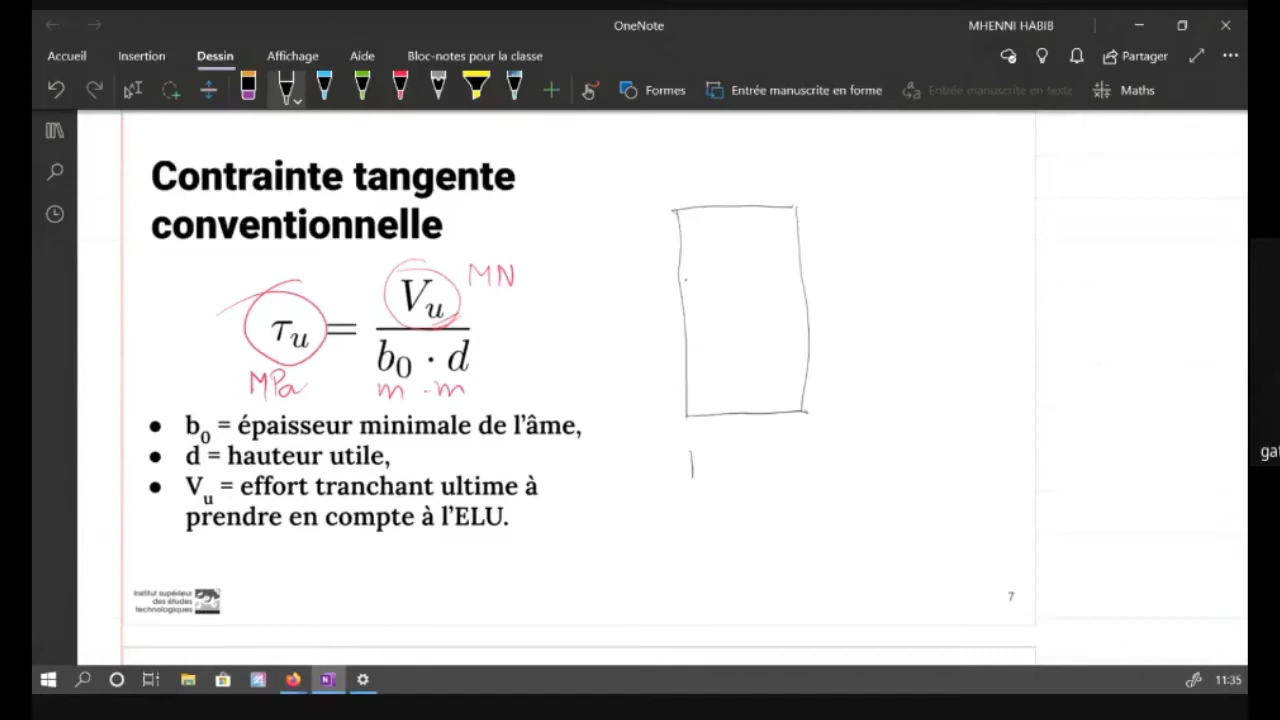 OneNote
MHENNI HABIB
Accueil Insertion Dessin Affichage Aide Bloc-notes pour la classe
Partager
Formes Entrée manuscrite en forme Entrée manuscrite en texte Maths
Contrainte tangente
conventionnelle
τu = Vu / b0 · d
MN
MPa
m . m
• b0 = épaisseur minimale de l’âme,
• d = hauteur utile,
• Vu = effort tranchant ultime à
prendre en compte à l’ELU.
Institut supérieur
des études
technologiques
7
11:35